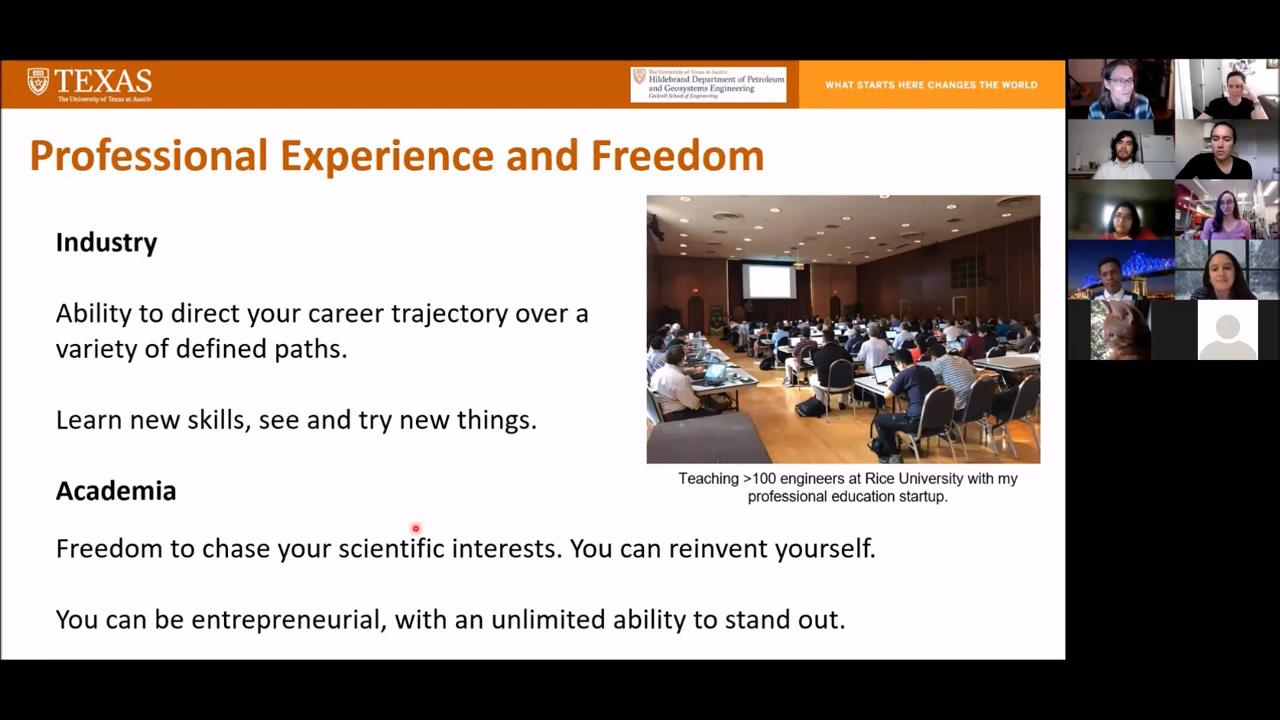 TEXAS
The University of Texas at Austin
The University of Texas at Austin
Hildebrand Department of Petroleum
and Geosystems Engineering
Cockrell School of Engineering
WHAT STARTS HERE CHANGES THE WORLD
Professional Experience and Freedom
Industry
Ability to direct your career trajectory over a
variety of defined paths.
Learn new skills, see and try new things.
Teaching >100 engineers at Rice University with my
professional education startup.
Academia
Freedom to chase your scientific interests. You can reinvent yourself.
You can be entrepreneurial, with an unlimited ability to stand out.